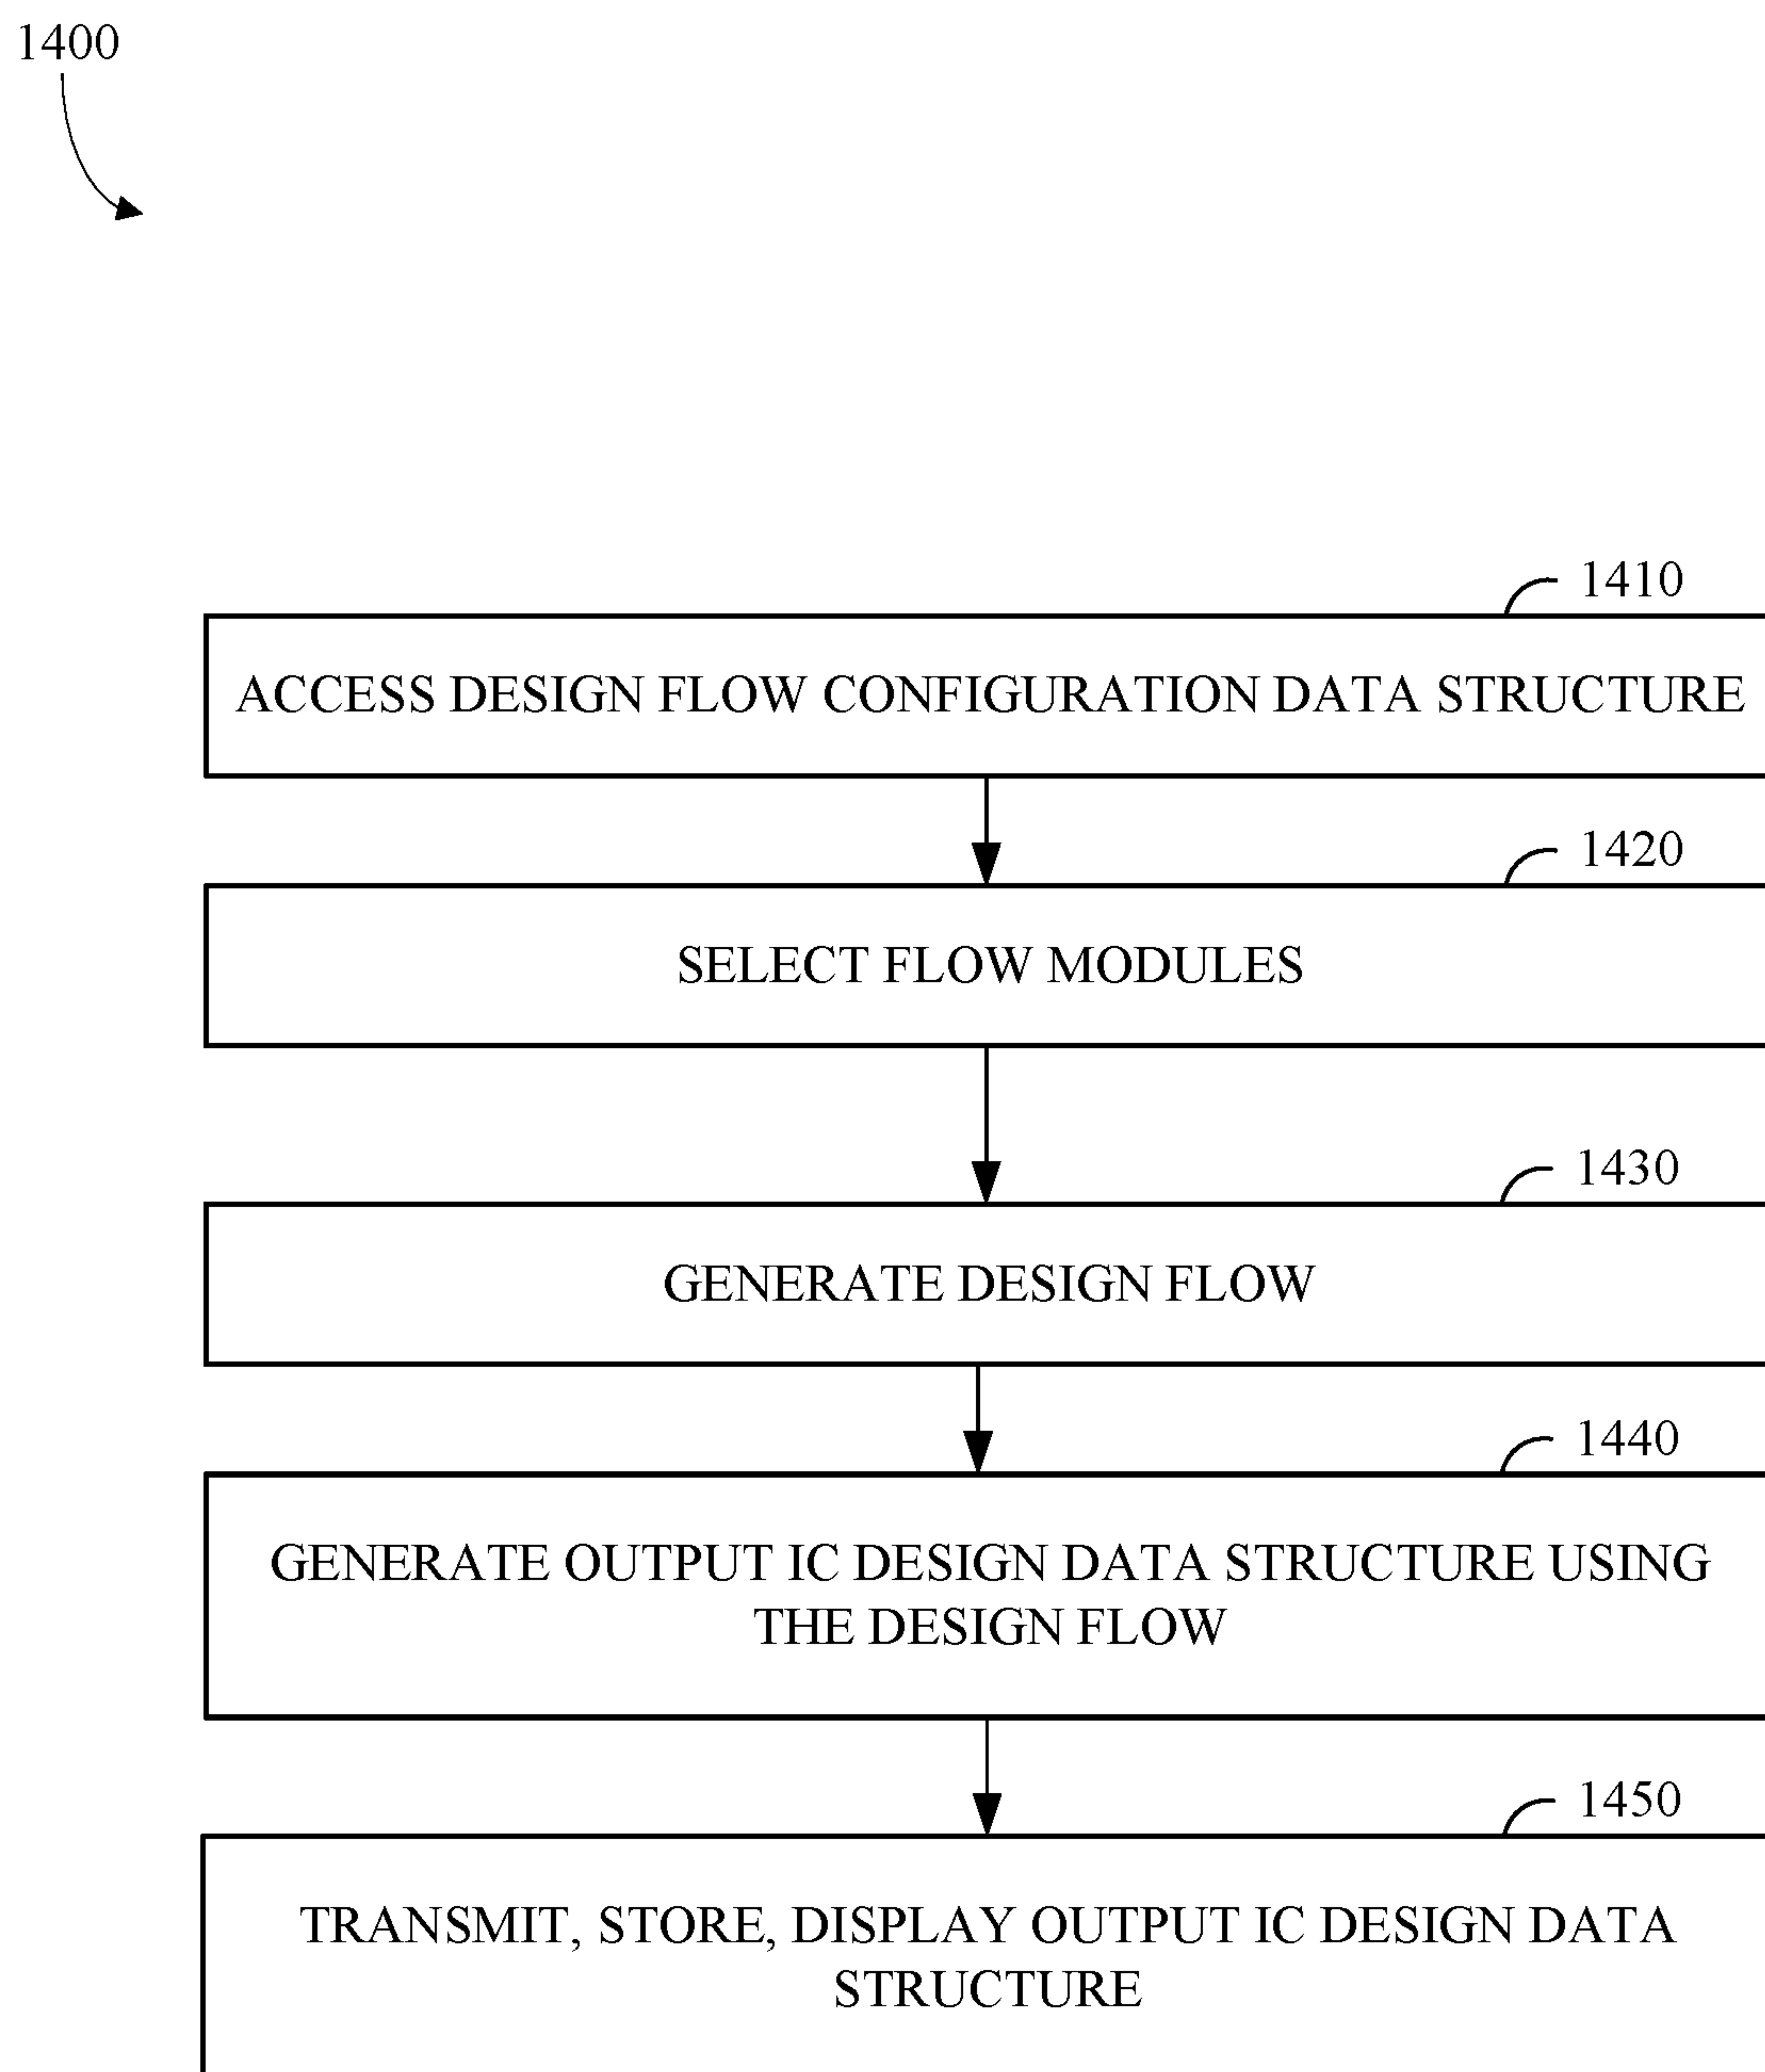 1400
1410
ACCESS DESIGN FLOW CONFIGURATION DATA STRUCTURE
1420
SELECT FLOW MODULES
1430
GENERATE DESIGN FLOW
1440
GENERATE OUTPUT IC DESIGN DATA STRUCTURE USING
THE DESIGN FLOW
1450
TRANSMIT, STORE, DISPLAY OUTPUT IC DESIGN DATA
STRUCTURE